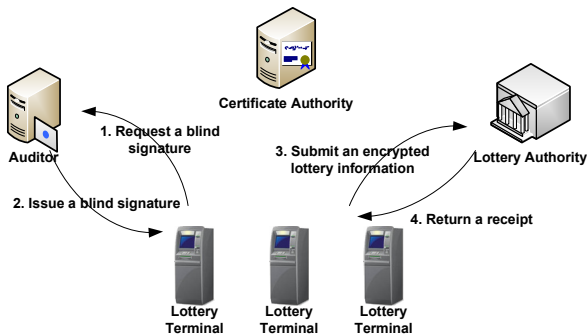 Certificate Authority
1. Request a blind
signature
Auditor
3. Submit an encrypted
lottery information
Lottery Authority
2. Issue a blind signature
4. Return a receipt
Lottery
Terminal
Lottery
Terminal
Lottery
Terminal